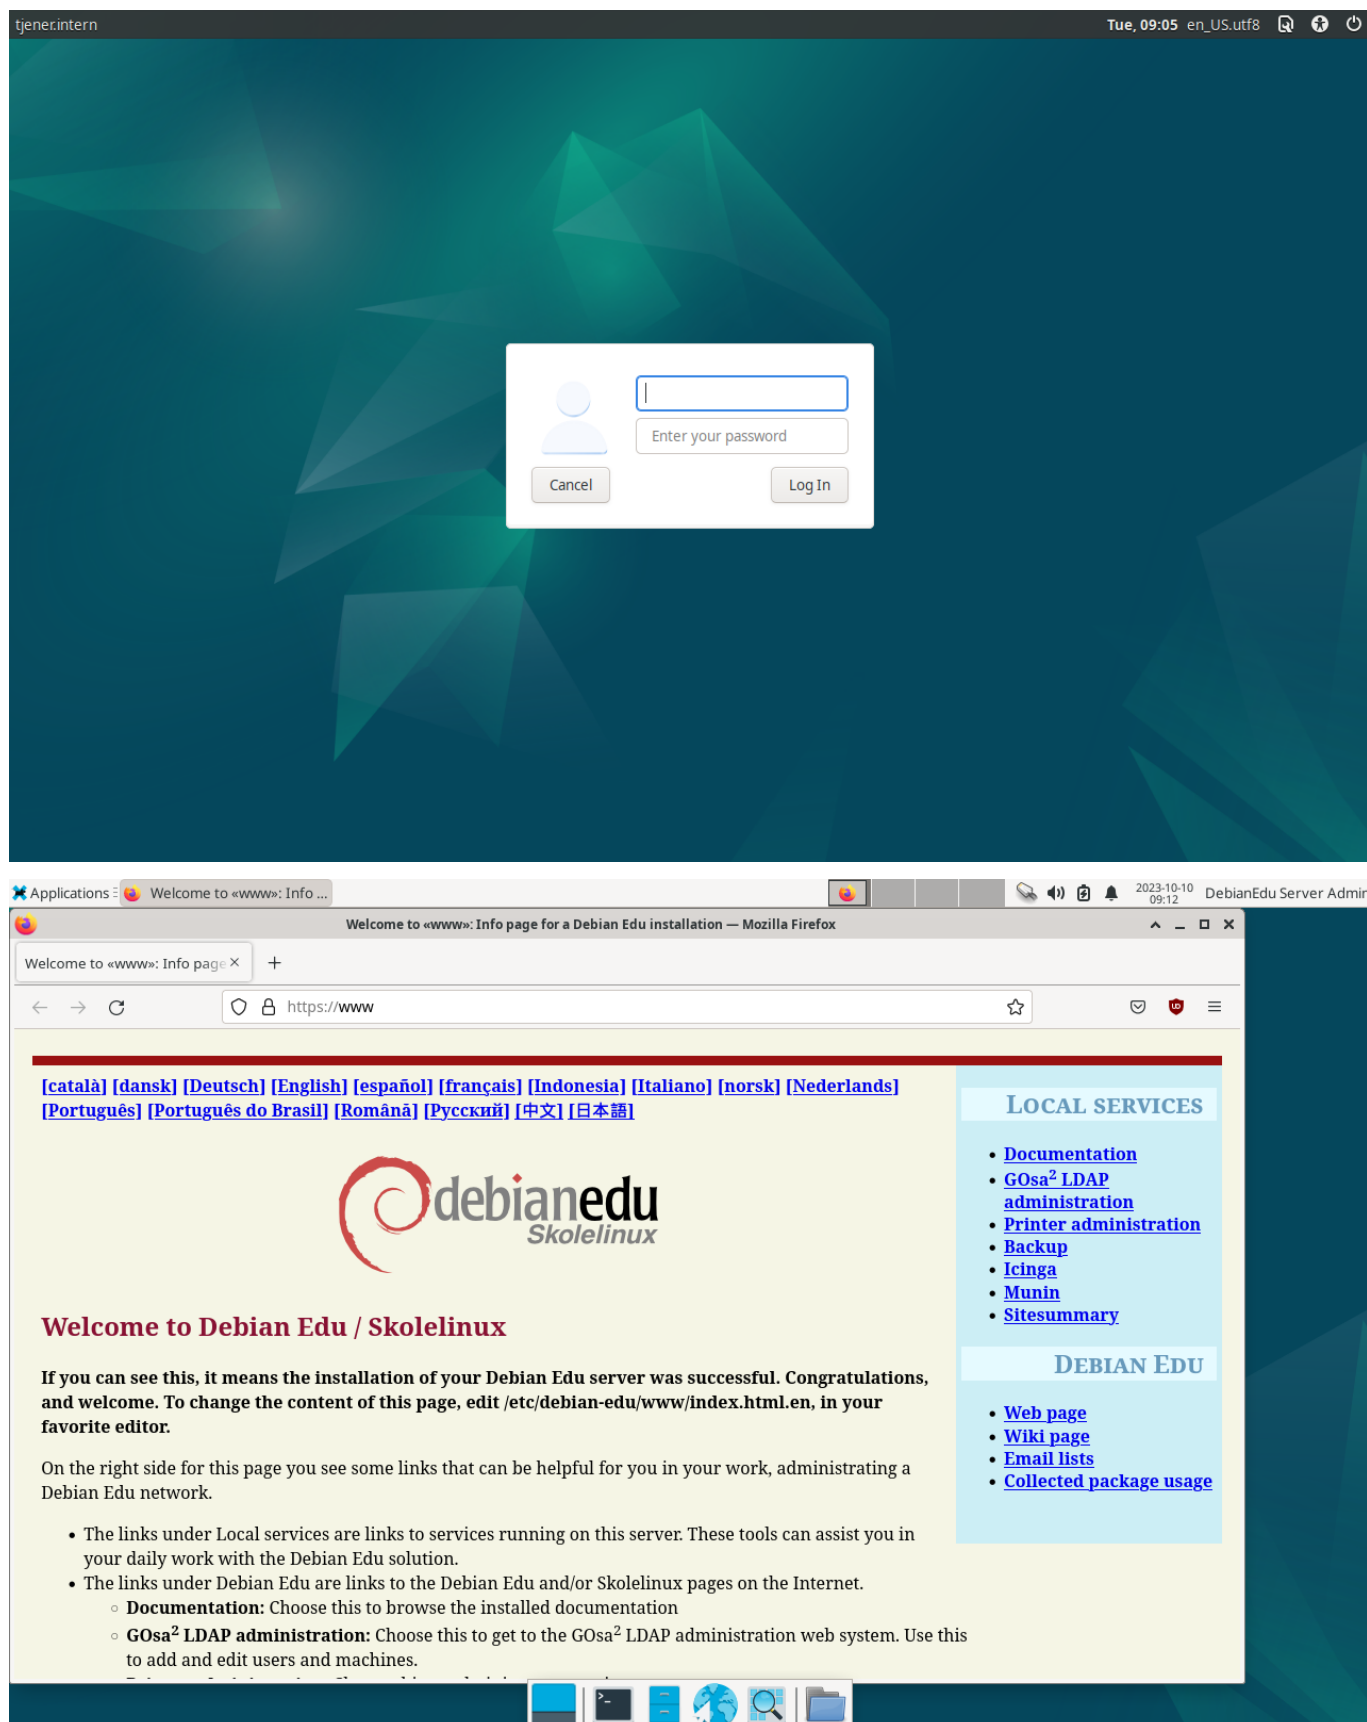 tjener.intern
Tue, 09:05 en_US.utf8
Enter your password
Cancel
Log In
Applications
Welcome to «www»: Info ...
2023-10-10
09:12
DebianEdu Server Admin
Welcome to «www»: Info page for a Debian Edu installation — Mozilla Firefox
Welcome to «www»: Info page
https://www
[català] [dansk] [Deutsch] [English] [español] [français] [Indonesia] [Italiano] [norsk] [Nederlands]
[Português] [Português do Brasil] [Română] [Русский] [中文] [日本語]
debianedu
Skolelinux
Welcome to Debian Edu / Skolelinux
If you can see this, it means the installation of your Debian Edu server was successful. Congratulations,
and welcome. To change the content of this page, edit /etc/debian-edu/www/index.html.en, in your
favorite editor.
On the right side for this page you see some links that can be helpful for you in your work, administrating a
Debian Edu network.
• The links under Local services are links to services running on this server. These tools can assist you in
your daily work with the Debian Edu solution.
• The links under Debian Edu are links to the Debian Edu and/or Skolelinux pages on the Internet.
◦ Documentation: Choose this to browse the installed documentation
◦ GOsa² LDAP administration: Choose this to get to the GOsa² LDAP administration web system. Use this
to add and edit users and machines.
Local services
• Documentation
• GOsa² LDAP
administration
• Printer administration
• Backup
• Icinga
• Munin
• Sitesummary
Debian Edu
• Web page
• Wiki page
• Email lists
• Collected package usage